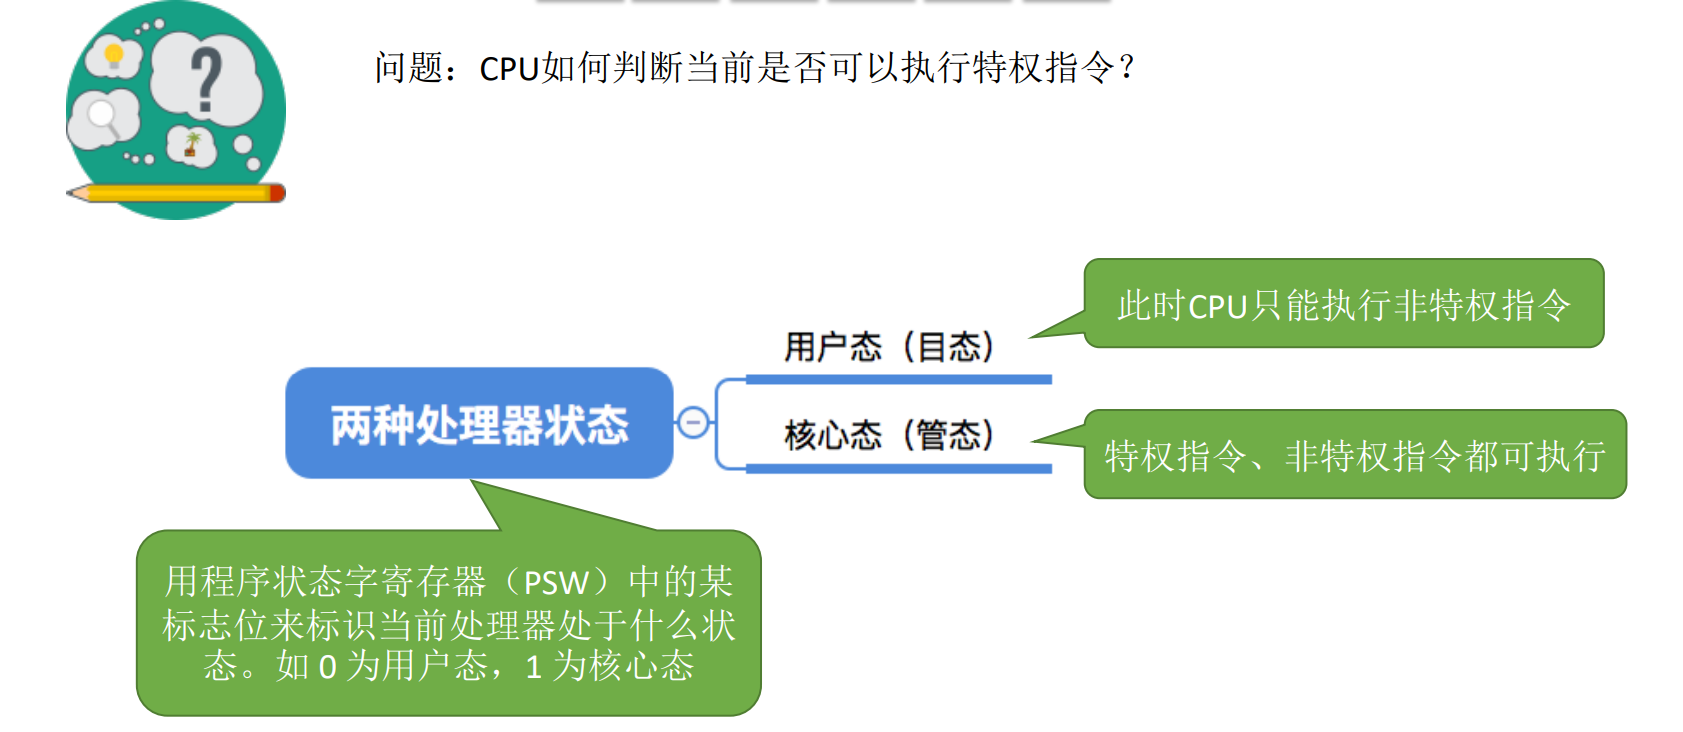 问题：CPU如何判断当前是否可以执行特权指令？
此时CPU只能执行非特权指令
用户态（目态）
两种处理器状态
核心态（管态）
特权指令、非特权指令都可执行
用程序状态字寄存器（PSW）中的某
标志位来标识当前处理器处于什么状
态。如 0 为用户态，1 为核心态